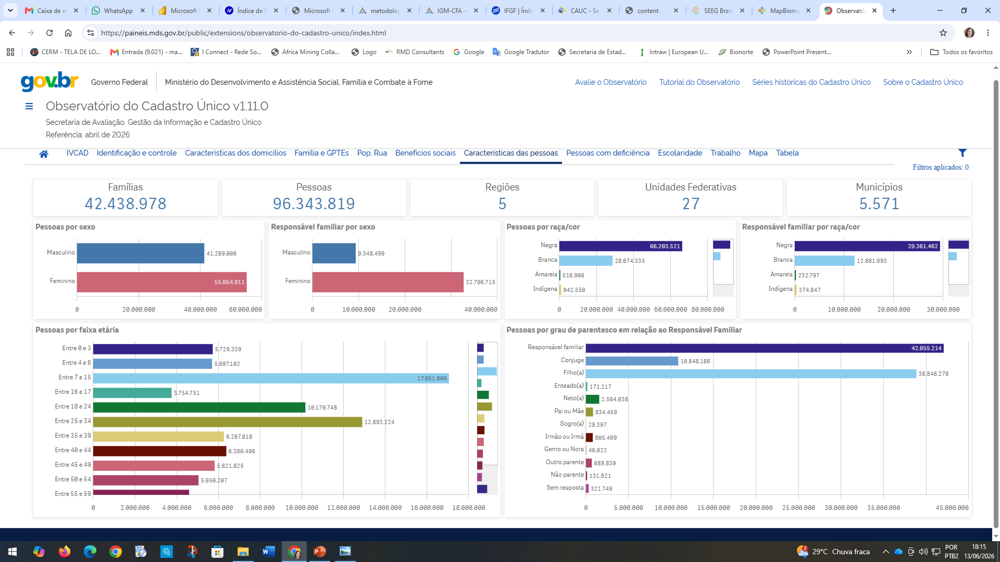 Caixa de e
WhatsApp
Microsoft
Índice de D
Microsoft
metodolog
IGM-CFA –
IFGF | Índi
CAUC - Se
content
SEEG Brasi
MapBioma
Observató
https://paineis.mds.gov.br/public/extensions/observatorio-do-cadastro-unico/index.html
CERM - TELA DE LO...
Entrada (9.021) - ma...
I Connect - Rede So...
Africa Mining Colla...
Logo
RMD Consultants
Google
Google Tradutor
Secretaria de Estad...
Intraw | European U...
Bionorte
PowerPoint Present...
Todos os favoritos
gov.br
Governo Federal
Ministério do Desenvolvimento e Assistência Social, Família e Combate à Fome
Avalie o Observatório
Tutorial do Observatório
Séries históricas do Cadastro Único
Sobre o Cadastro Único
Observatório do Cadastro Único v1.11.0
Secretaria de Avaliação, Gestão da Informação e Cadastro Único
Referência: abril de 2026
IVCAD
Identificação e controle
Características dos domicílios
Família e GPTEs
Pop. Rua
Benefícios sociais
Características das pessoas
Pessoas com deficiência
Escolaridade
Trabalho
Mapa
Tabela
Filtros aplicados: 0
Famílias
42.438.978
Pessoas
96.343.819
Regiões
5
Unidades Federativas
27
Municípios
5.571
Pessoas por sexo
Masculino
41.289.008
Feminino
55.054.811
0 20.000.000 40.000.000 60.000.000
Responsável familiar por sexo
Masculino
9.348.499
Feminino
32.706.715
0 10.000.000 20.000.000 40.000.000
Pessoas por raça/cor
Negra 66.203.521
Branca 28.674.335
Amarela 516.966
Indígena 942.550
0 20.000.000 40.000.000 60.000.000 80.000.000
Responsável familiar por raça/cor
Negra 29.361.462
Branca 12.081.993
Amarela 232.797
Indígena 374.847
0 10.000.000 20.000.000 30.000.000
Pessoas por faixa etária
Entre 0 e 3 5.729.339
Entre 4 e 6 5.697.102
Entre 7 e 15 17.051.606
Entre 16 e 17 3.754.751
Entre 18 e 24 10.170.748
Entre 25 e 34 12.893.224
Entre 35 e 39 6.267.818
Entre 40 e 44 6.380.496
Entre 45 e 49 5.821.825
Entre 50 e 54 5.050.207
Entre 55 e 59
0 2.000.000 4.000.000 6.000.000 8.000.000 10.000.000 12.000.000 14.000.000 16.000.000 18.000.000
Pessoas por grau de parentesco em relação ao Responsável Familiar
Responsável familiar 42.055.214
Conjuge 10.848.186
Filho(a) 38.846.278
Enteado(a) 171.217
Neto(a) 1.564.038
Pai ou Mãe 834.459
Sogro(a) 29.397
Irmão ou Irmã 805.499
Genro ou Nora 46.022
Outro parente 689.839
Não parente 131.921
Sem resposta 321.749
0 5.000.000 10.000.000 15.000.000 20.000.000 25.000.000 30.000.000 35.000.000 45.000.000
2
29°C Chuva fraca
POR
PTB2
18:15
13/06/2026